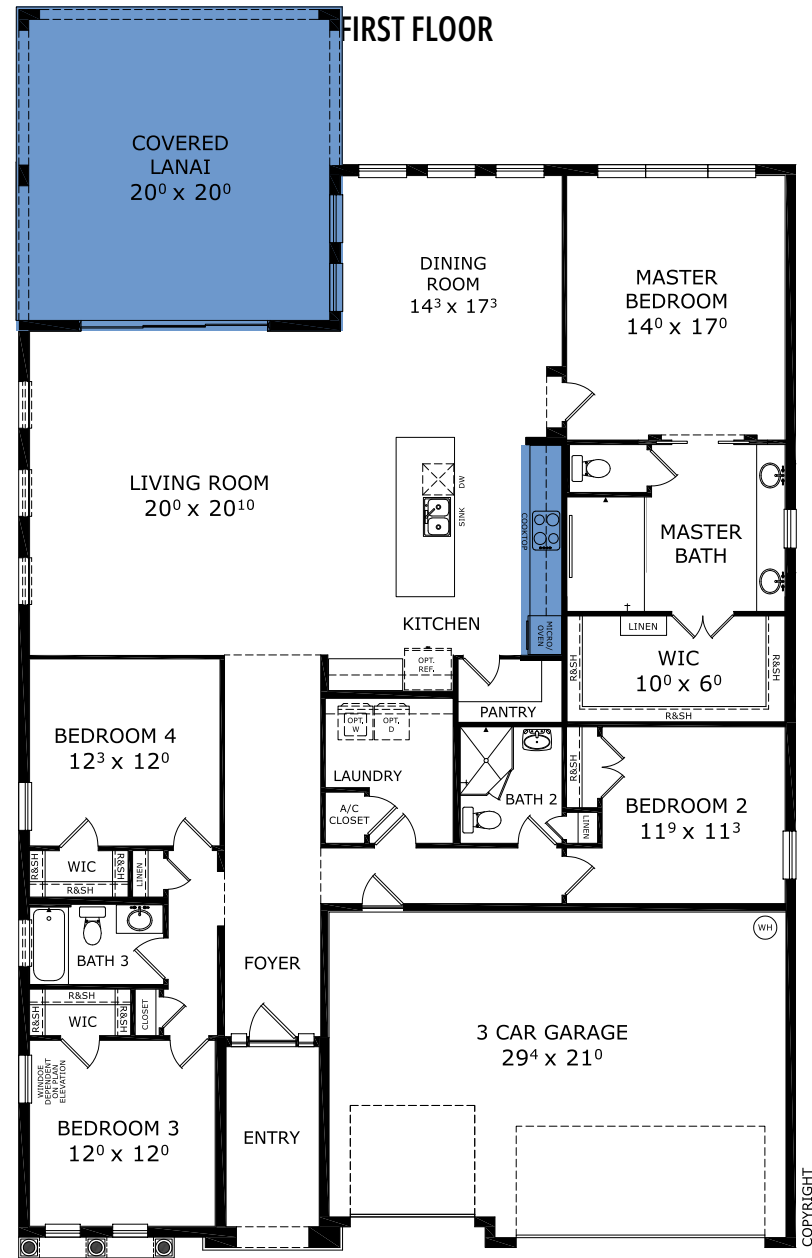 FIRST FLOOR
COVERED
LANAI
20⁰ x 20⁰
DINING
ROOM
14³ x 17³
MASTER
BEDROOM
14⁰ x 17⁰
LIVING ROOM
20⁰ x 20¹⁰
DW
SINK
COOKTOP
MICRO/
OVEN
KITCHEN
OPT.
REF.
MASTER
BATH
LINEN
R&SH
WIC
10⁰ x 6⁰
R&SH
R&SH
PANTRY
BEDROOM 4
12³ x 12⁰
OPT.
W
OPT.
D
LAUNDRY
A/C
CLOSET
BATH 2
R&SH
LINEN
BEDROOM 2
11⁹ x 11³
R&SH
WIC
R&SH
R&SH
LINEN
BATH 3
R&SH
R&SH
WIC
R&SH
CLOSET
FOYER
WH
3 CAR GARAGE
29⁴ x 21⁰
WINDOE
DEPENDENT
ON PLAN
ELEVATION
BEDROOM 3
12⁰ x 12⁰
ENTRY
COPYRIGHT